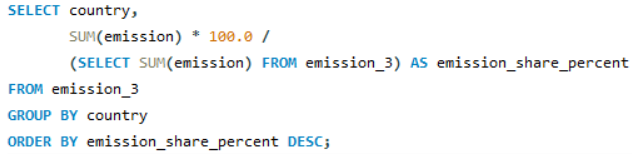 SELECT country,
       SUM(emission) * 100.0 /
       (SELECT SUM(emission) FROM emission_3) AS emission_share_percent
FROM emission_3
GROUP BY country
ORDER BY emission_share_percent DESC;